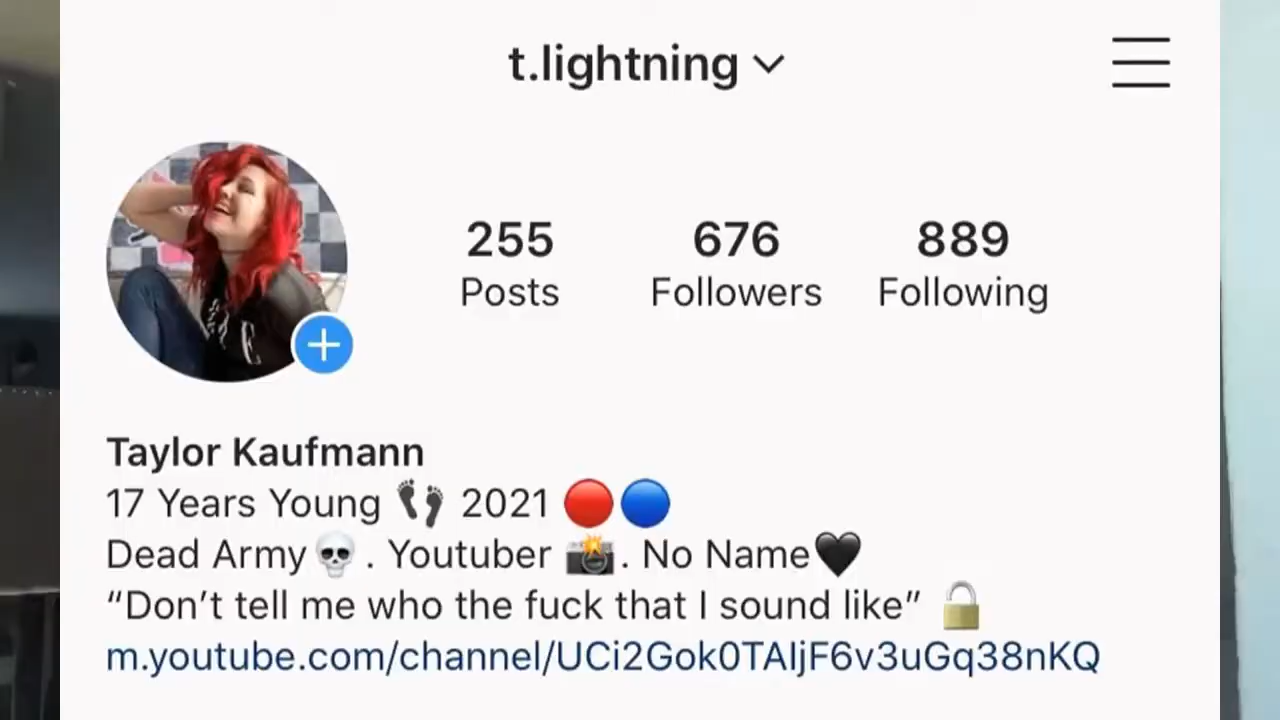 t.lightning
255 676 889
Posts Followers Following
Taylor Kaufmann
17 Years Young 👣 2021 🔴🔵
Dead Army💀. Youtuber 📸. No Name🖤
“Don’t tell me who the fuck that I sound like” 🔒
m.youtube.com/channel/UCi2Gok0TAljF6v3uGq38nKQ